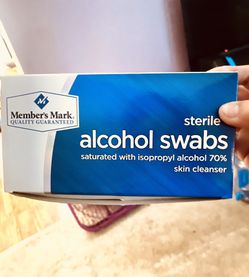 Member's Mark
QUALITY GUARANTEED
sterile
alcohol swabs
saturated with isopropyl alcohol 70%
skin cleanser